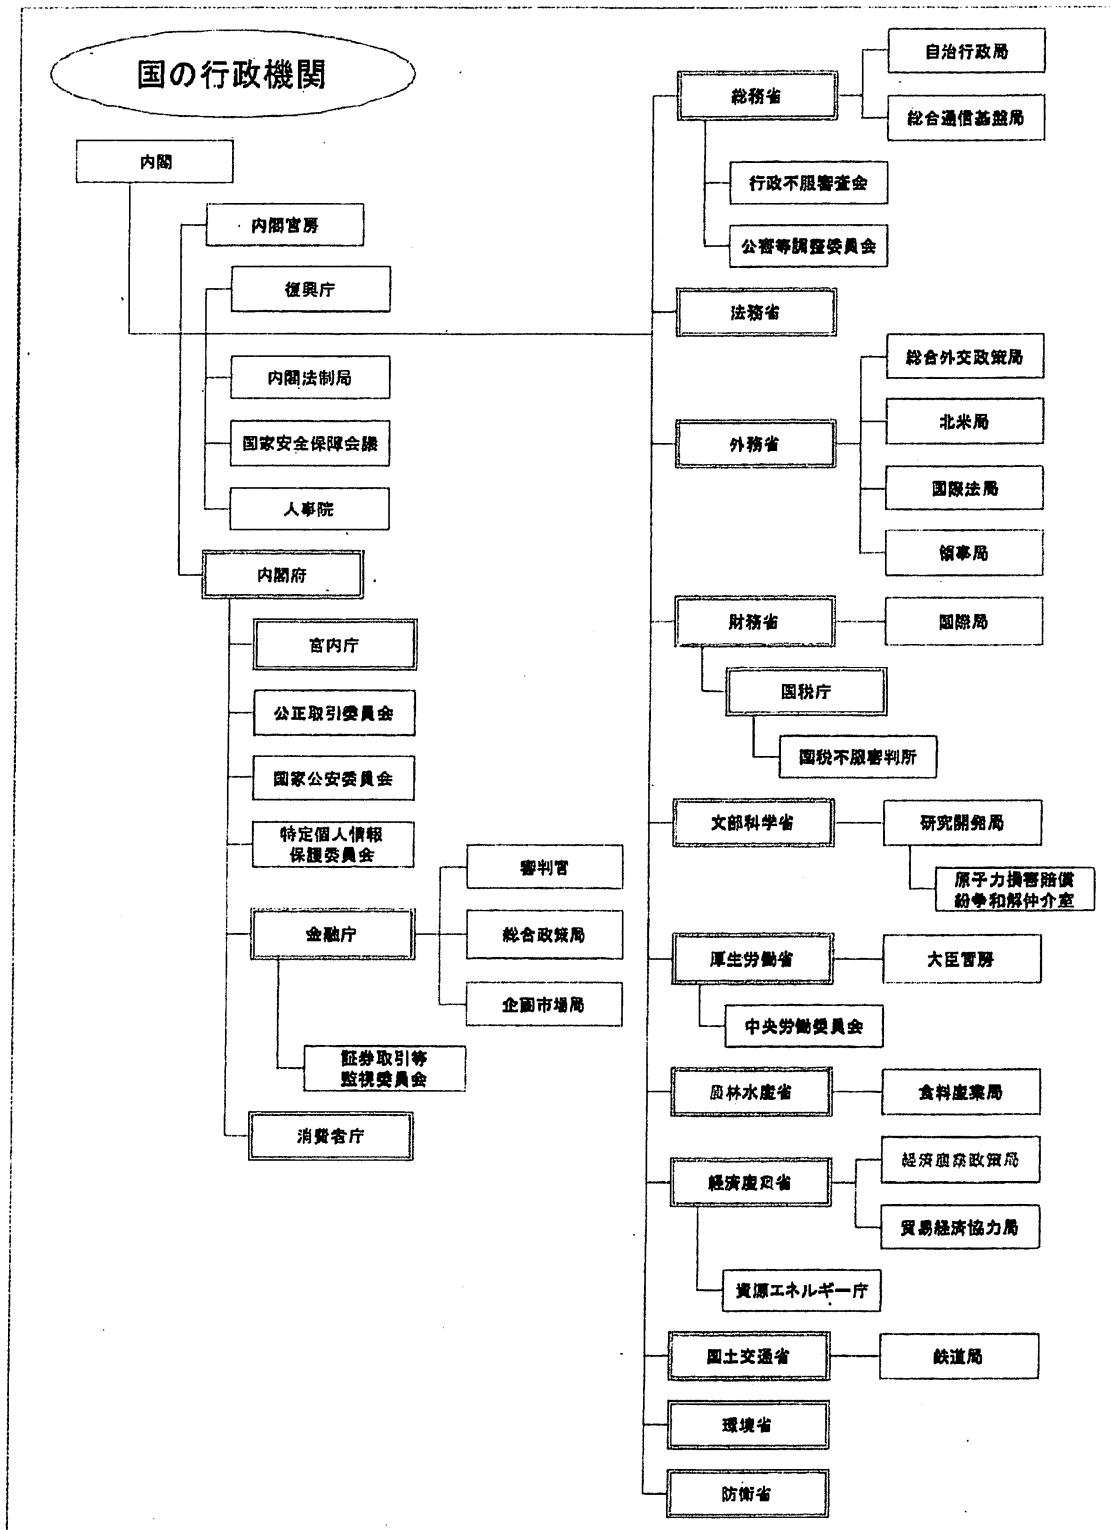 国の行政機関
内閣
内閣官房
復興庁
内閣法制局
国家安全保障会議
人事院
内閣府
宮内庁
公正取引委員会
国家公安委員会
特定個人情報
保護委員会
金融庁
審判官
総合政策局
企画市場局
証券取引等
監視委員会
消費者庁
総務省
自治行政局
総合通信基盤局
行政不服審査会
公害等調整委員会
法務省
外務省
総合外交政策局
北米局
国際法局
領事局
財務省
国際局
国税庁
国税不服審判所
文部科学省
研究開発局
原子力損害賠償
紛争和解仲介室
厚生労働省
大臣官房
中央労働委員会
農林水産省
食料産業局
経済産業省
経済産業政策局
貿易経済協力局
資源エネルギー庁
国土交通省
鉄道局
環境省
防衛省